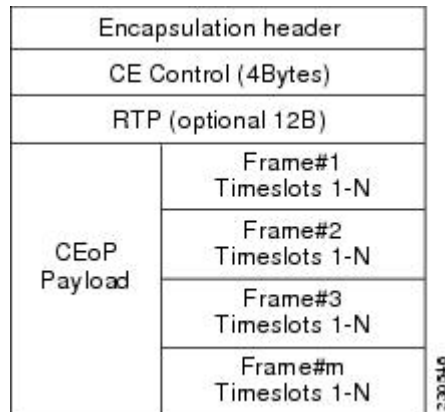 Encapsulation header
CE Control (4Bytes)
RTP (optional 12B)
CEoP
Payload
Frame#1
Timeslots 1-N
Frame#2
Timeslots 1-N
Frame#3
Timeslots 1-N
Frame#m
Timeslots 1-N